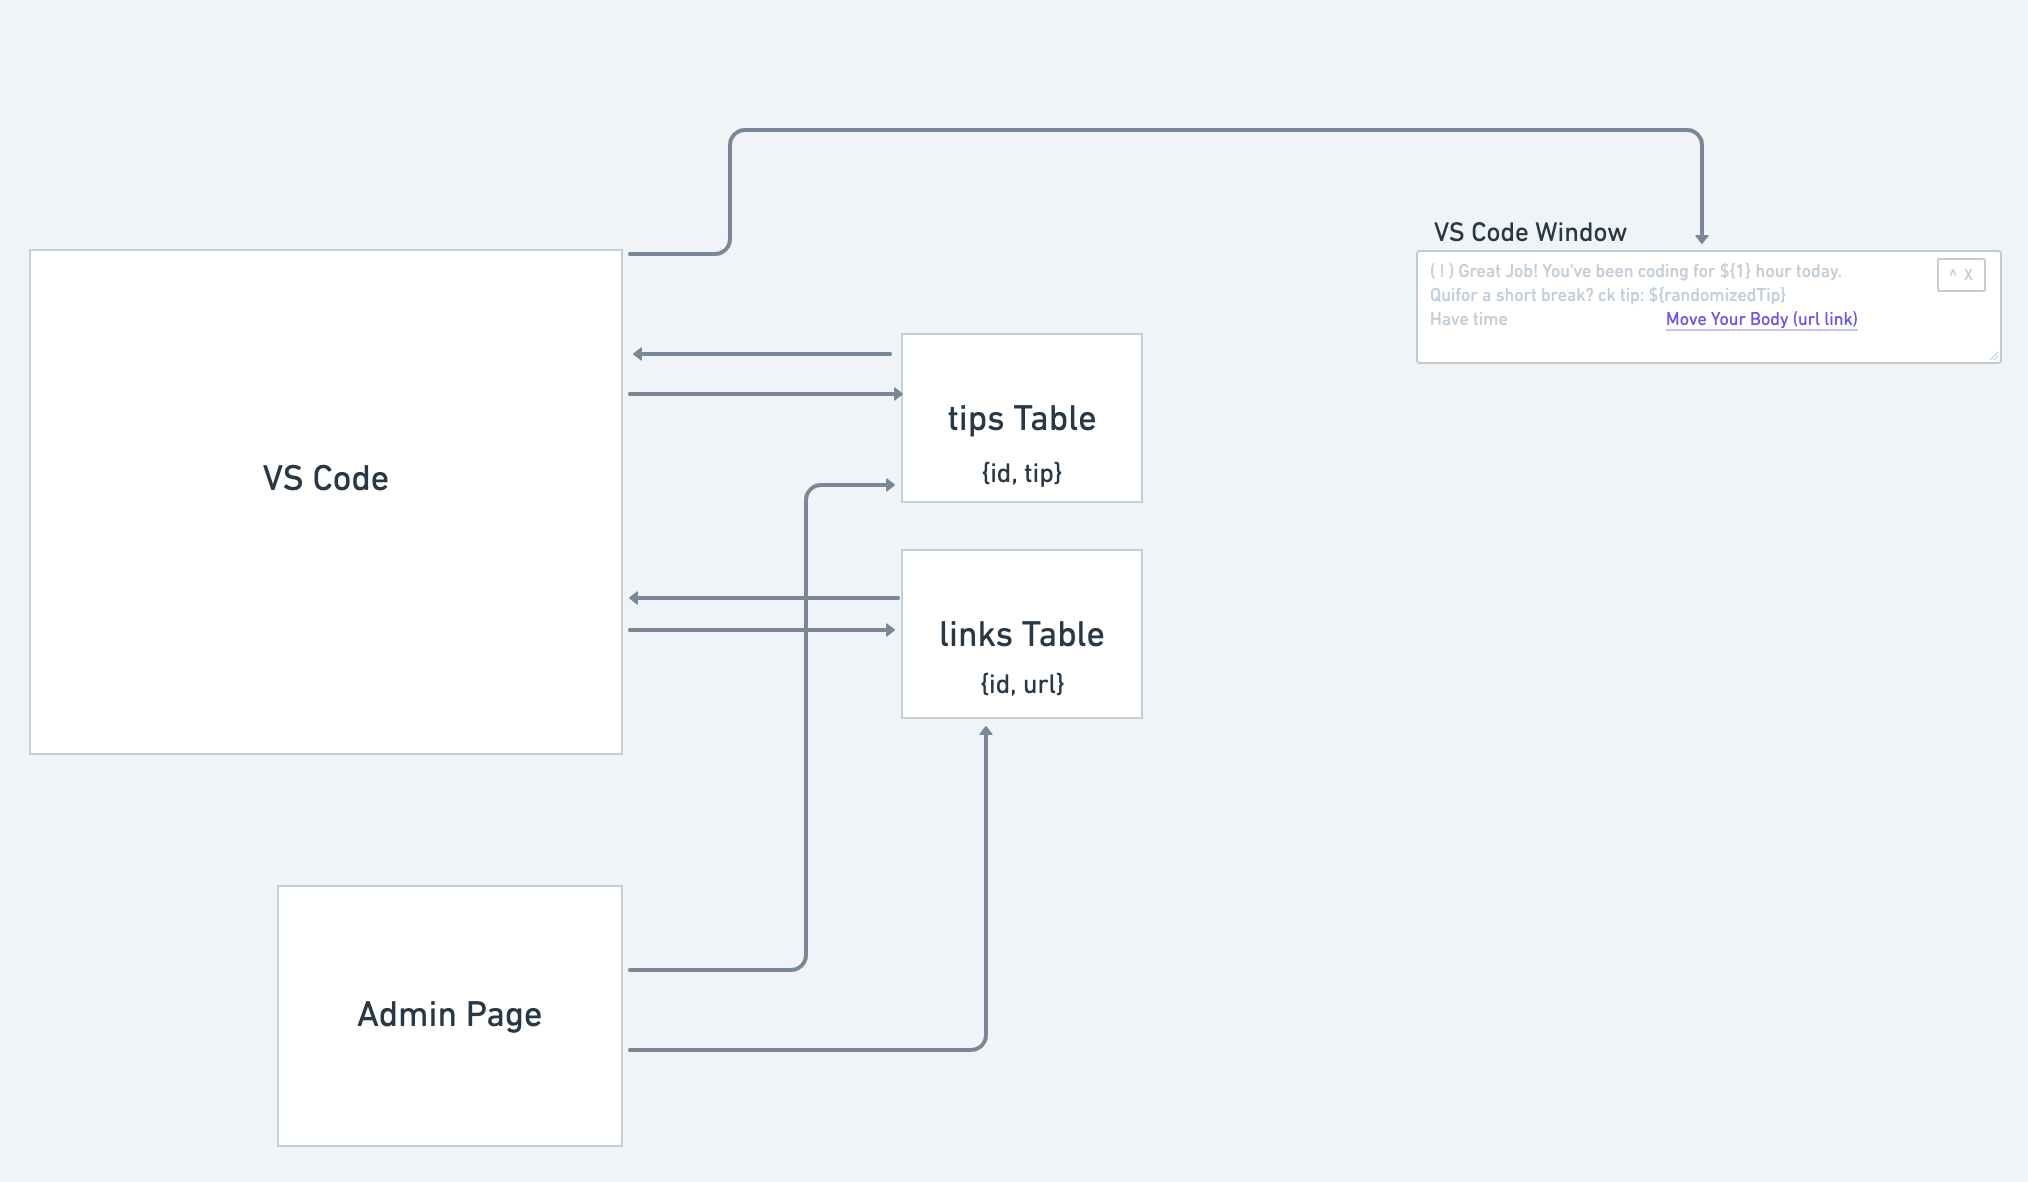 VS Code Window
( ! ) Great Job! You've been coding for ${1} hour today.
^ X
Quifor a short break? ck tip: ${randomizedTip}
Have time
Move Your Body (url link)
VS Code
tips Table
{id, tip}
links Table
{id, url}
Admin Page